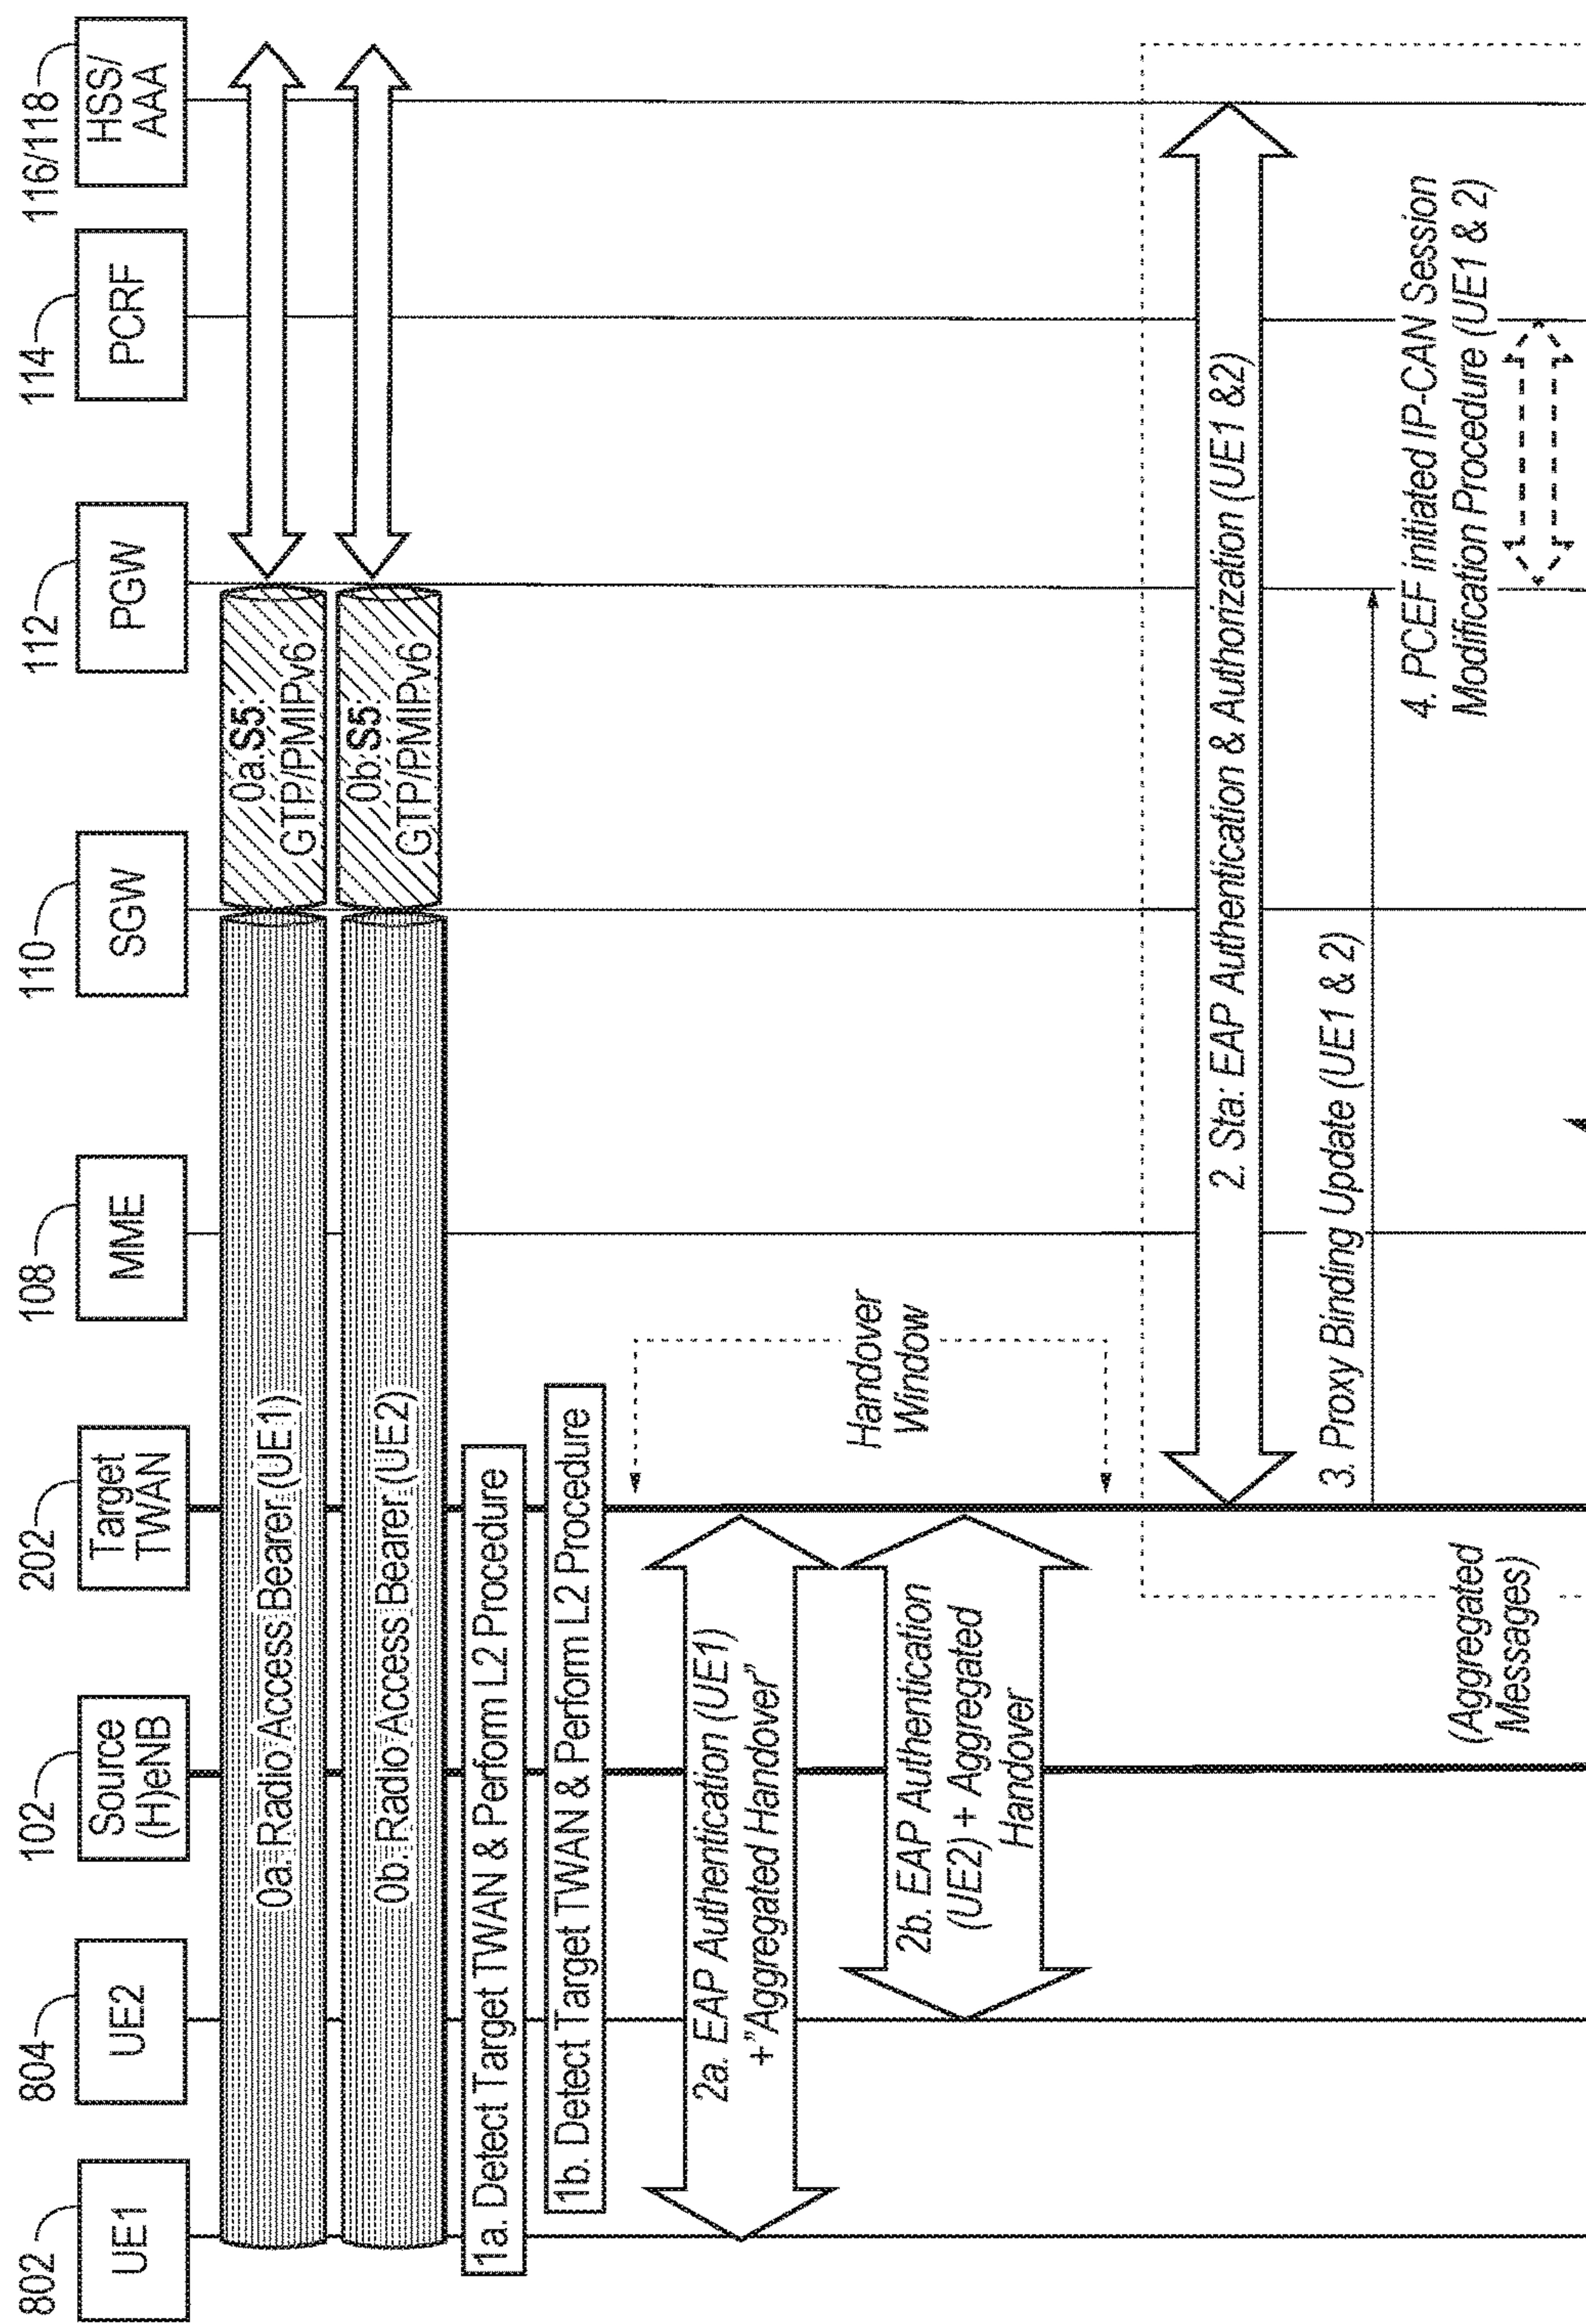 802
UE1
804
UE2
102
Source
(H)eNB
202
Target
TWAN
108
MME
110
SGW
112
PGW
114
PCRF
116/118
HSS/
AAA
0a. Radio Access Bearer (UE1)
0a.S5:
GTP/PMIPv6
0b. Radio Access Bearer (UE2)
0b.S5:
GTP/PMIPv6
1a. Detect Target TWAN & Perform L2 Procedure
1b. Detect Target TWAN & Perform L2 Procedure
2a. EAP Authentication (UE1)
+"Aggregated Handover"
Handover
Window
2b. EAP Authentication
(UE2) + Aggregated
Handover
2. Sta: EAP Authentication & Authorization (UE1 &2)
3. Proxy Binding Update (UE1 & 2)
4. PCEF initiated IP-CAN Session
Modification Procedure (UE1 & 2)
(Aggregated
Messages)